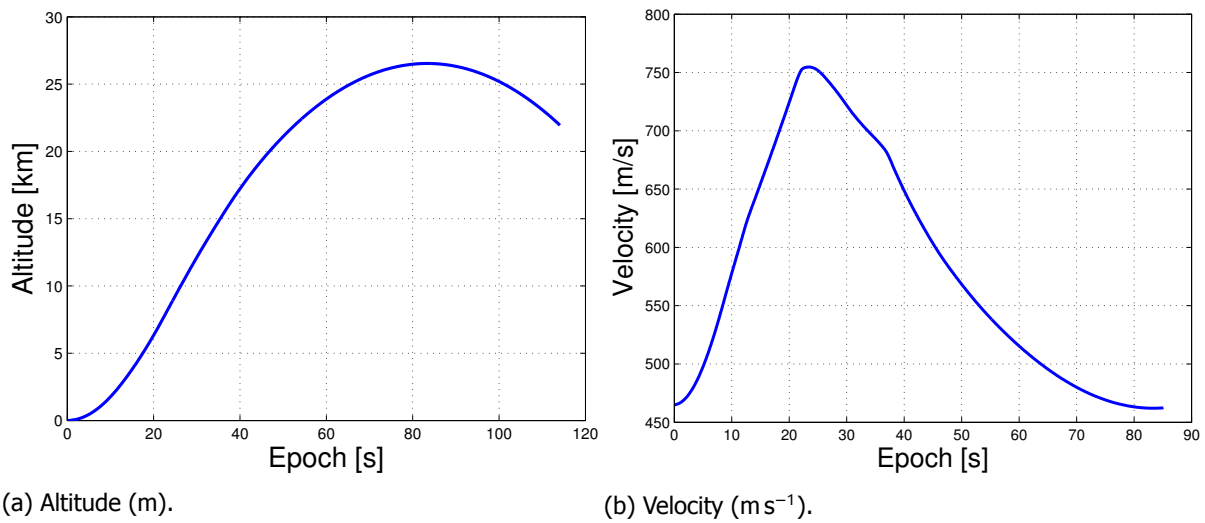 30
25
20
15
10
5
0
Altitude [km]
0 20 40 60 80 100 120
Epoch [s]
(a) Altitude (m).
800
750
700
650
600
550
500
450
Velocity [m/s]
0 10 20 30 40 50 60 70 80 90
Epoch [s]
(b) Velocity (m s⁻¹).